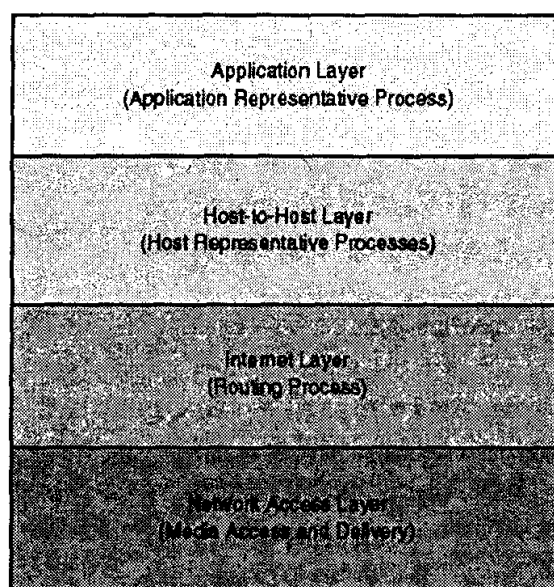 Application Layer
(Application Representative Process)
Host-to-Host Layer
(Host Representative Processes)
Internet Layer
(Routing Process)
Network Access Layer
(Media Access and Delivery)